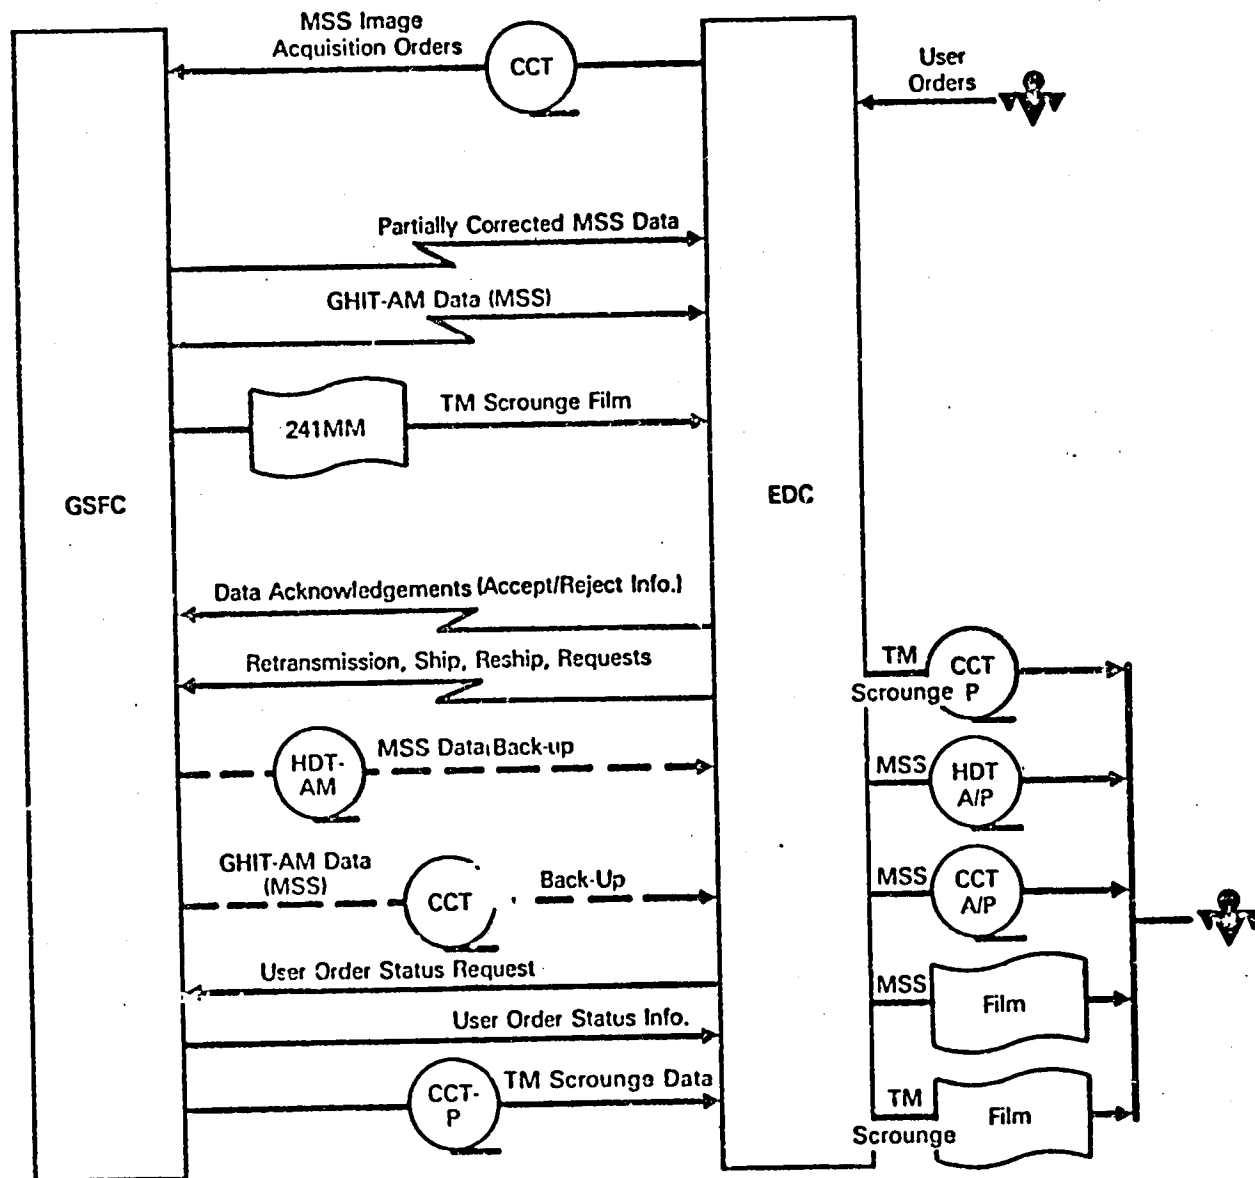 MSS Image
Acquisition Orders
CCT
User
Orders
Partially Corrected MSS Data
GHIT-AM Data (MSS)
241MM
TM Scrounge Film
GSFC
EDC
Data Acknowledgements (Accept/Reject Info.)
Retransmission, Ship, Reship, Requests
TM
Scrounge
CCT
P
HDT-
AM
MSS Data Back-up
MSS
HDT
A/P
GHIT-AM Data
(MSS)
CCT
Back-Up
MSS
CCT
A/P
User Order Status Request
MSS
Film
User Order Status Info.
CCT-
P
TM Scrounge Data
TM
Scrounge
Film